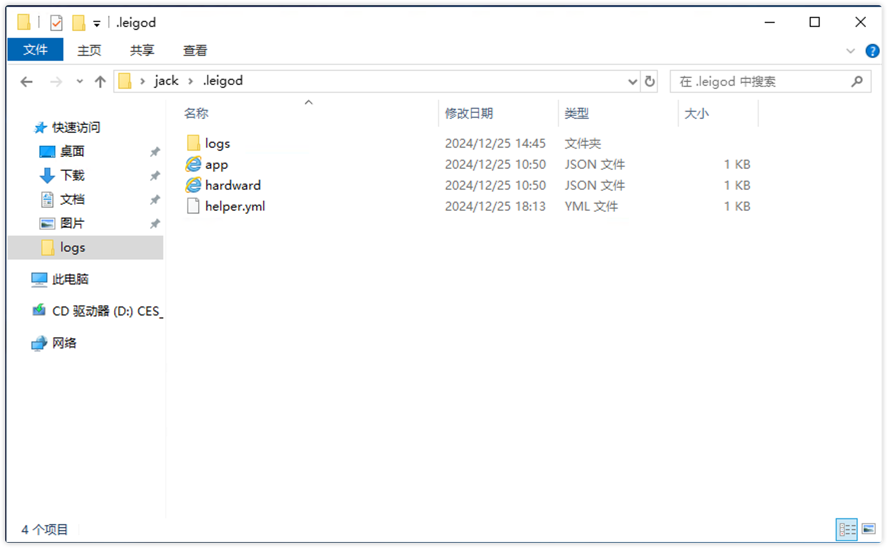 .leigod
文件 主页 共享 查看
jack .leigod 在 .leigod 中搜索
名称 修改日期 类型 大小
快速访问
桌面
下载
文档
图片
logs
此电脑
CD 驱动器 (D:) CES_
网络
logs 2024/12/25 14:45 文件夹
app 2024/12/25 10:50 JSON 文件 1 KB
hardward 2024/12/25 10:50 JSON 文件 1 KB
helper.yml 2024/12/25 18:13 YML 文件 1 KB
4 个项目